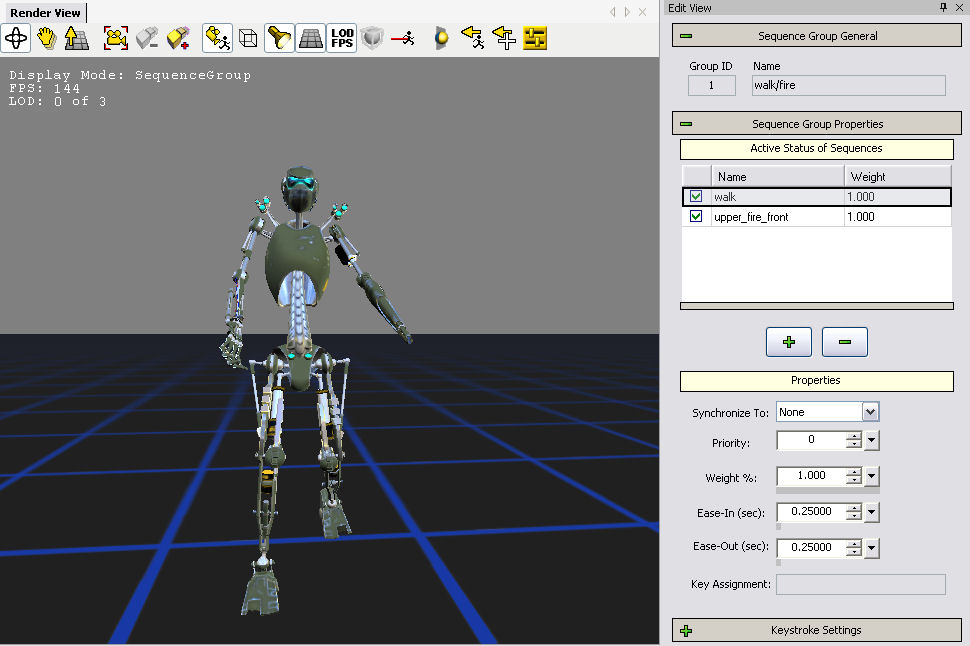 Render View
LOD
FPS
Display Mode: SequenceGroup
FPS: 144
LOD: 0 of 3
Edit View
Sequence Group General
Group ID Name
1 walk/fire
Sequence Group Properties
Active Status of Sequences
Name Weight
walk 1.000
upper_fire_front 1.000
Properties
Synchronize To: None
Priority: 0
Weight %: 1.000
Ease-In (sec): 0.25000
Ease-Out (sec): 0.25000
Key Assignment:
Keystroke Settings